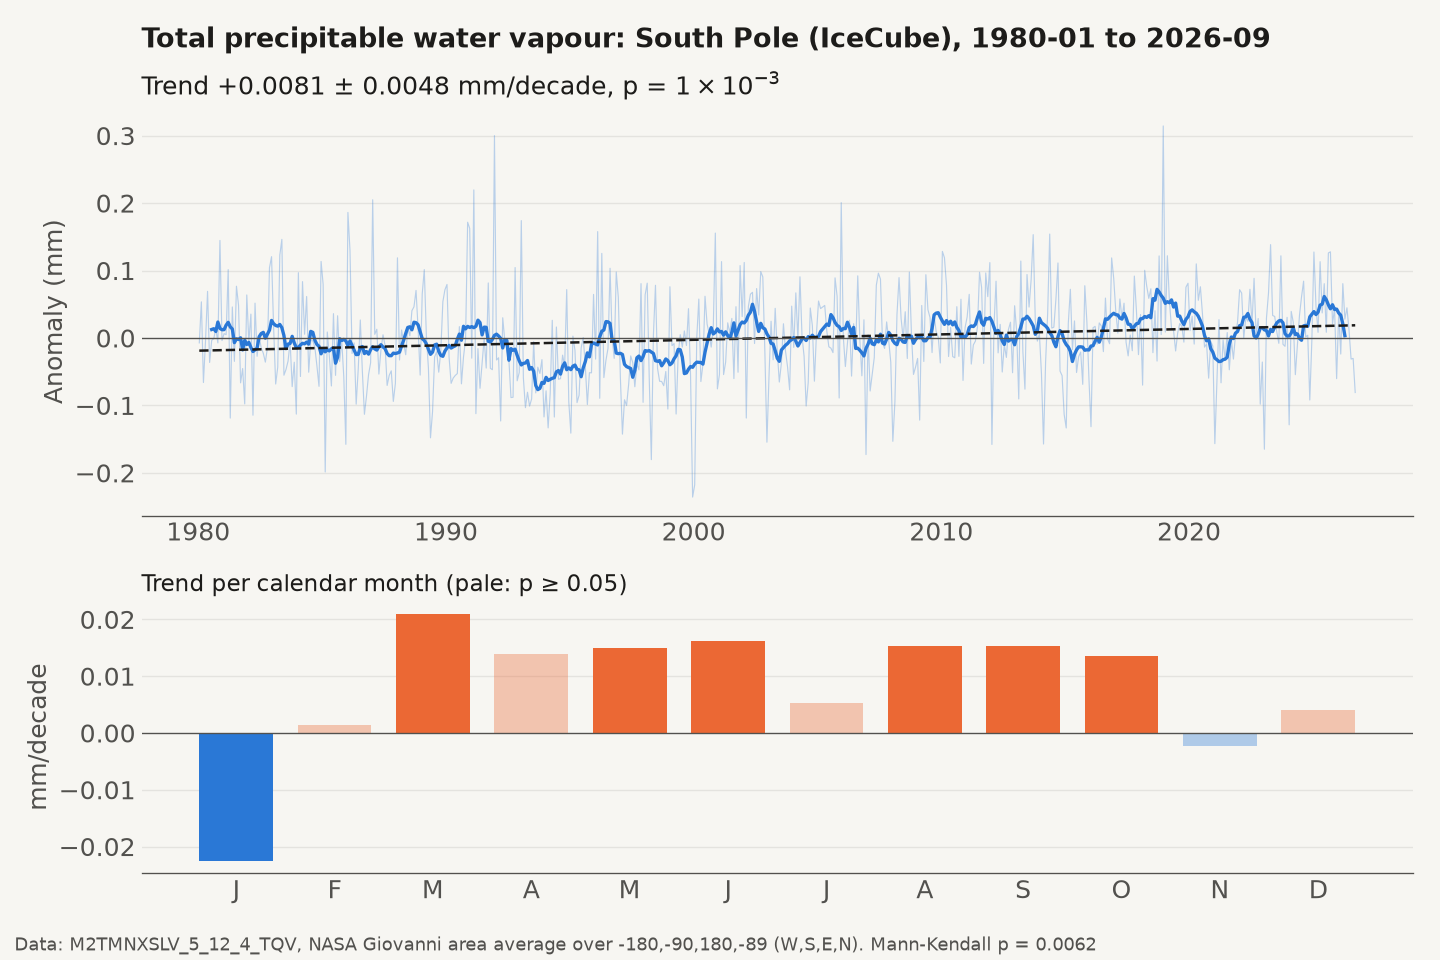 Total precipitable water vapour: South Pole (IceCube), 1980-01 to 2026-09
Trend +0.0081 ± 0.0048 mm/decade, p = 1 × 10⁻³
Anomaly (mm)
0.3
0.2
0.1
0.0
−0.1
−0.2
1980 1990 2000 2010 2020
Trend per calendar month (pale: p ≥ 0.05)
mm/decade
0.02
0.01
0.00
−0.01
−0.02
J F M A M J J A S O N D
Data: M2TMNXSLV_5_12_4_TQV, NASA Giovanni area average over -180,-90,180,-89 (W,S,E,N). Mann-Kendall p = 0.0062